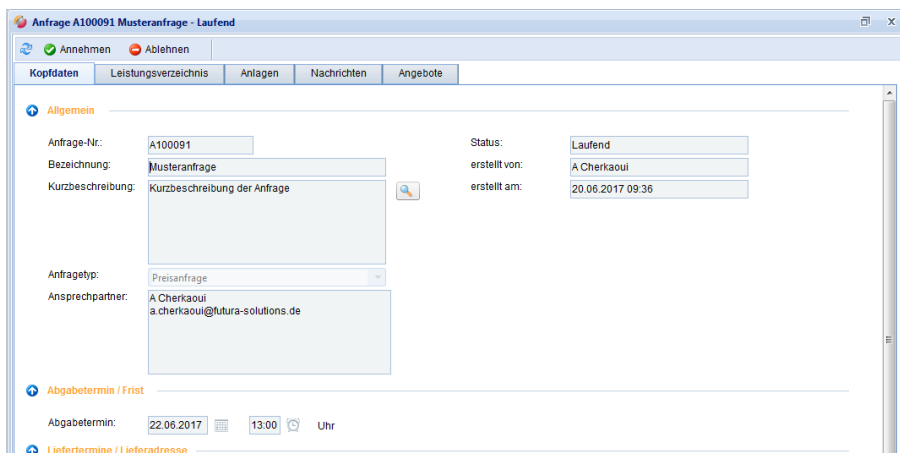 Anfrage A100091 Musteranfrage - Laufend
Annehmen Ablehnen
Kopfdaten Leistungsverzeichnis Anlagen Nachrichten Angebote
Allgemein
Anfrage-Nr.: A100091 Status: Laufend
Bezeichnung: Musteranfrage erstellt von: A Cherkaoui
Kurzbeschreibung: Kurzbeschreibung der Anfrage erstellt am: 20.06.2017 09:36
Anfragetyp: Preisanfrage
Ansprechpartner: A Cherkaoui
a.cherkaoui@futura-solutions.de
Abgabetermin / Frist
Abgabetermin: 22.06.2017 13:00 Uhr
Liefertermine / Lieferadresse